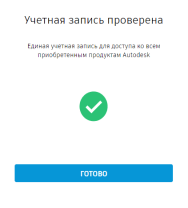 Учетная запись проверена
Единая учетная запись для доступа ко всем
приобретенным продуктам Autodesk
ГОТОВО